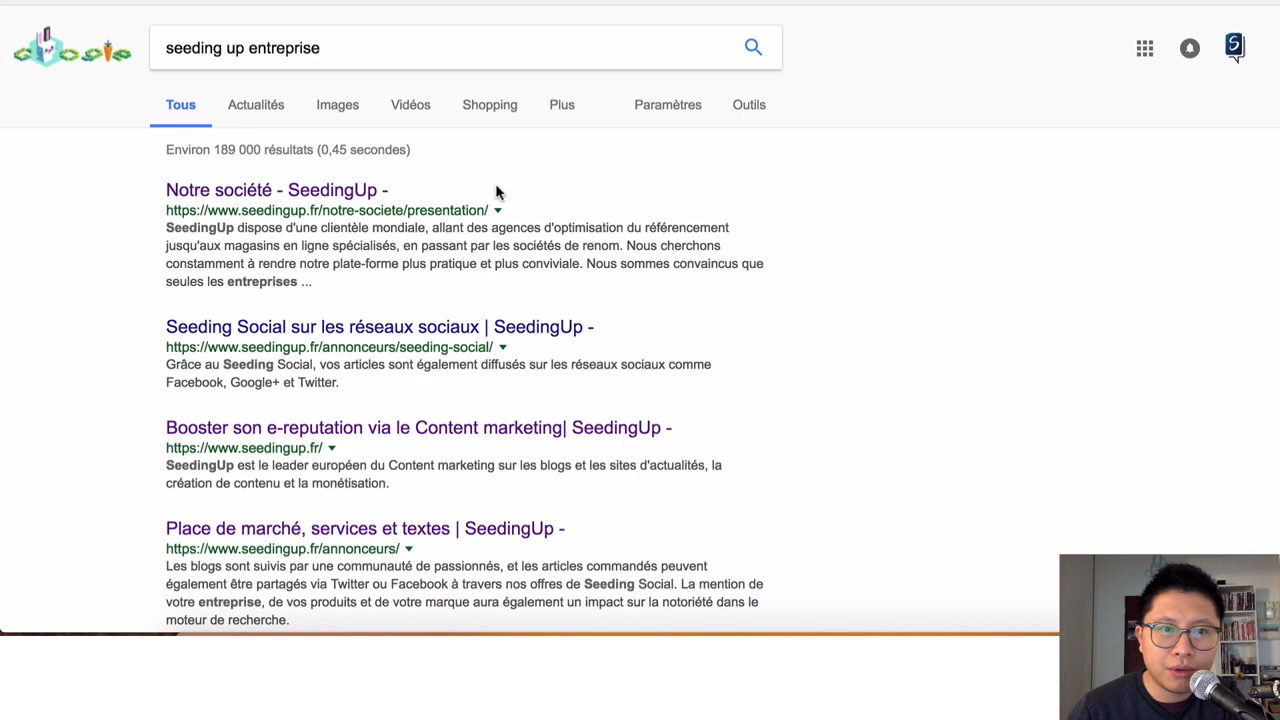 seeding up entreprise
Tous Actualités Images Vidéos Shopping Plus Paramètres Outils
Environ 189 000 résultats (0,45 secondes)
Notre société - SeedingUp -
https://www.seedingup.fr/notre-societe/presentation/
SeedingUp dispose d'une clientèle mondiale, allant des agences d'optimisation du référencement
jusqu'aux magasins en ligne spécialisés, en passant par les sociétés de renom. Nous cherchons
constamment à rendre notre plate-forme plus pratique et plus conviviale. Nous sommes convaincus que
seules les entreprises ...
Seeding Social sur les réseaux sociaux | SeedingUp -
https://www.seedingup.fr/annonceurs/seeding-social/
Grâce au Seeding Social, vos articles sont également diffusés sur les réseaux sociaux comme
Facebook, Google+ et Twitter.
Booster son e-reputation via le Content marketing| SeedingUp -
https://www.seedingup.fr/
SeedingUp est le leader européen du Content marketing sur les blogs et les sites d'actualités, la
création de contenu et la monétisation.
Place de marché, services et textes | SeedingUp -
https://www.seedingup.fr/annonceurs/
Les blogs sont suivis par une communauté de passionnés, et les articles commandés peuvent
également être partagés via Twitter ou Facebook à travers nos offres de Seeding Social. La mention de
votre entreprise, de vos produits et de votre marque aura également un impact sur la notoriété dans le
moteur de recherche.